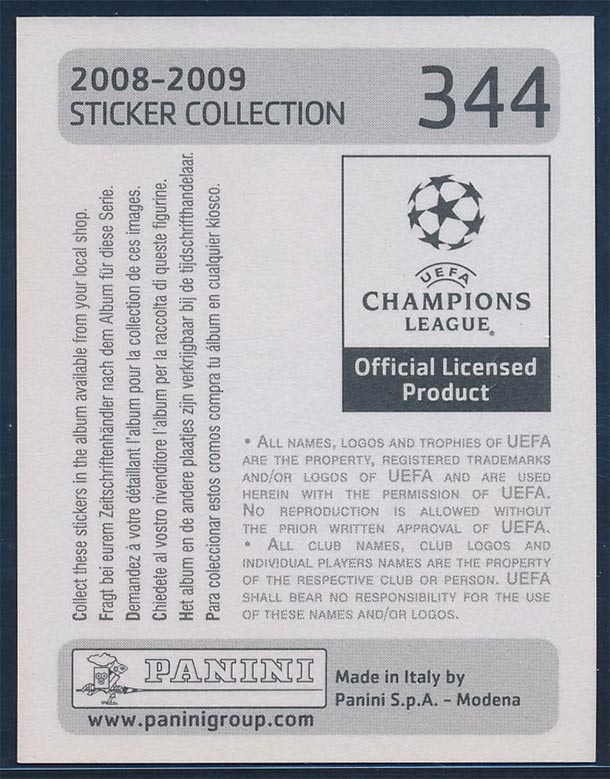 2008–2009
STICKER COLLECTION
344
Collect these stickers in the album available from your local shop.
Fragt bei eurem Zeitschriftenhändler nach dem Album für diese Serie.
Demandez à votre détaillant l'album pour la collection de ces images.
Chiedete al vostro rivenditore l'album per la raccolta di queste figurine.
Het album en de andere plaatjes zijn verkrijgbaar bij de tijdschrifthandelaar.
Para coleccionar estos cromos compra tu álbum en cualquier kiosco.
UEFA
CHAMPIONS
LEAGUE®
Official Licensed
Product
• ALL NAMES, LOGOS AND TROPHIES OF UEFA
ARE THE PROPERTY, REGISTERED TRADEMARKS
AND/OR LOGOS OF UEFA AND ARE USED
HEREIN WITH THE PERMISSION OF UEFA.
NO REPRODUCTION IS ALLOWED WITHOUT
THE PRIOR WRITTEN APPROVAL OF UEFA.
• ALL CLUB NAMES, CLUB LOGOS AND
INDIVIDUAL PLAYERS NAMES ARE THE PROPERTY
OF THE RESPECTIVE CLUB OR PERSON. UEFA
SHALL BEAR NO RESPONSIBILITY FOR THE USE
OF THESE NAMES AND/OR LOGOS.
PANINI
www.paninigroup.com
Made in Italy by
Panini S.p.A. – Modena